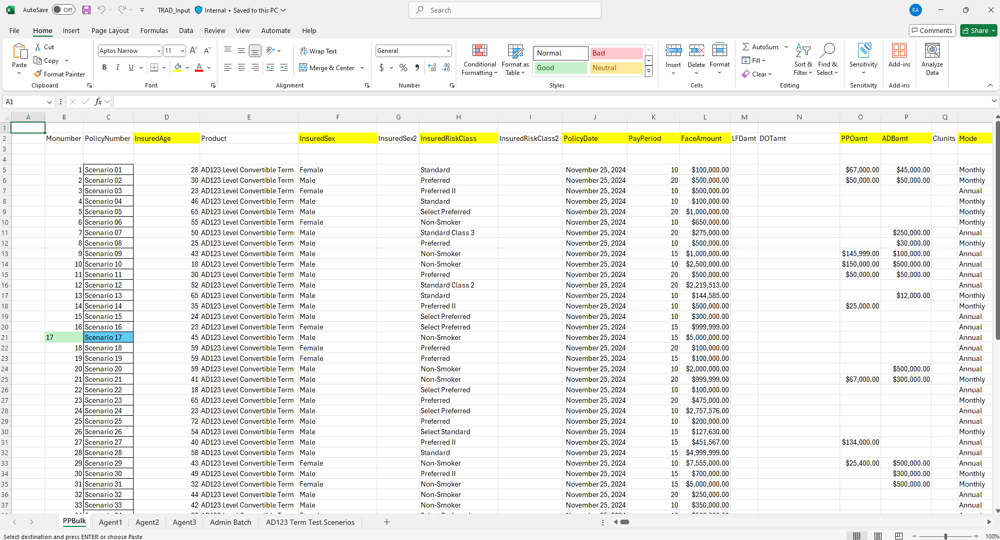 AutoSave Off TRAD_Input Internal • Saved to this PC Search RA
File Home Insert Page Layout Formulas Data Review View Automate Help Comments Share
Paste Cut Copy Format Painter Clipboard
Aptos Narrow 11 B I U A Font
Wrap Text Merge & Center Alignment
General $ % Number
Conditional Formatting Format as Table Normal Bad Good Neutral Styles
Insert Delete Format Cells
AutoSum Fill Clear Sort & Filter Find & Select Editing
Sensitivity Sensitivity
Add-ins Add-ins
Analyze Data
A1 fx
A B C D E F G H I J K L M N O P Q
1
2 Monumber PolicyNumber InsuredAge Product InsuredSex InsuredSex2 InsuredRiskClass InsuredRiskClass2 PolicyDate PayPeriod FaceAmount LFDamt DOTamt PPOamt ADBamt CIunits Mode
3
4
5 1 Scenario 01 28 AD123 Level Convertible Term Female Standard November 25, 2024 10 $100,000.00 $67,000.00 $45,000.00 Monthly
6 2 Scenario 02 30 AD123 Level Convertible Term Male Preferred November 25, 2024 20 $500,000.00 $50,000.00 $50,000.00 Monthly
7 3 Scenario 03 23 AD123 Level Convertible Term Female Preferred II November 25, 2024 10 $500,000.00 Annual
8 4 Scenario 04 46 AD123 Level Convertible Term Male Standard November 25, 2024 10 $100,000.00 Monthly
9 5 Scenario 05 65 AD123 Level Convertible Term Male Select Preferred November 25, 2024 20 $1,000,000.00 Monthly
10 6 Scenario 06 55 AD123 Level Convertible Term Female Non-Smoker November 25, 2024 10 $650,000.00 Monthly
11 7 Scenario 07 50 AD123 Level Convertible Term Male Standard Class 3 November 25, 2024 20 $275,000.00 $250,000.00 Annual
12 8 Scenario 08 25 AD123 Level Convertible Term Male Preferred November 25, 2024 10 $500,000.00 $30,000.00 Monthly
13 9 Scenario 09 43 AD123 Level Convertible Term Male Non-Smoker November 25, 2024 15 $1,000,000.00 $145,999.00 $100,000.00 Annual
14 10 Scenario 10 18 AD123 Level Convertible Term Male Non-Smoker November 25, 2024 10 $2,500,000.00 $150,000.00 $500,000.00 Annual
15 11 Scenario 11 30 AD123 Level Convertible Term Male Preferred November 25, 2024 20 $500,000.00 $50,000.00 $50,000.00 Annual
16 12 Scenario 12 52 AD123 Level Convertible Term Male Standard Class 2 November 25, 2024 20 $2,219,513.00 Annual
17 13 Scenario 13 65 AD123 Level Convertible Term Male Standard November 25, 2024 10 $144,585.00 $12,000.00 Monthly
18 14 Scenario 14 35 AD123 Level Convertible Term Male Preferred II November 25, 2024 10 $500,000.00 $25,000.00 Monthly
19 15 Scenario 15 24 AD123 Level Convertible Term Male Select Preferred November 25, 2024 10 $300,000.00 Annual
20 16 Scenario 16 23 AD123 Level Convertible Term Female Select Preferred November 25, 2024 15 $999,999.00 Annual
21 17 Scenario 17 45 AD123 Level Convertible Term Male Non-Smoker November 25, 2024 15 $5,000,000.00 Annual
22 18 Scenario 18 59 AD123 Level Convertible Term Female Preferred November 25, 2024 20 $100,000.00 Annual
23 19 Scenario 19 59 AD123 Level Convertible Term Female Preferred November 25, 2024 15 $100,000.00 Annual
24 20 Scenario 20 59 AD123 Level Convertible Term Male Non-Smoker November 25, 2024 10 $2,000,000.00 $500,000.00 Annual
25 21 Scenario 21 41 AD123 Level Convertible Term Male Non-Smoker November 25, 2024 20 $999,999.00 $67,000.00 $300,000.00 Monthly
26 22 Scenario 22 18 AD123 Level Convertible Term Male Select Preferred November 25, 2024 10 $100,000.00 Annual
27 23 Scenario 23 65 AD123 Level Convertible Term Male Preferred November 25, 2024 20 $475,000.00 Monthly
28 24 Scenario 24 23 AD123 Level Convertible Term Male Select Preferred November 25, 2024 10 $2,757,576.00 Annual
29 25 Scenario 25 72 AD123 Level Convertible Term Male Preferred November 25, 2024 10 $200,000.00 Annual
30 26 Scenario 26 54 AD123 Level Convertible Term Male Select Standard November 25, 2024 15 $127,630.00 Monthly
31 27 Scenario 27 40 AD123 Level Convertible Term Male Preferred II November 25, 2024 15 $451,567.00 $134,000.00 Annual
32 28 Scenario 28 58 AD123 Level Convertible Term Male Standard November 25, 2024 15 $4,999,999.00 Annual
33 29 Scenario 29 43 AD123 Level Convertible Term Female Non-Smoker November 25, 2024 10 $7,555,000.00 $25,400.00 $500,000.00 Annual
34 30 Scenario 30 49 AD123 Level Convertible Term Male Preferred II November 25, 2024 15 $700,000.00 $300,000.00 Monthly
35 31 Scenario 31 32 AD123 Level Convertible Term Female Non-Smoker November 25, 2024 15 $5,000,000.00 $500,000.00 Monthly
36 32 Scenario 32 44 AD123 Level Convertible Term Male Non-Smoker November 25, 2024 20 $250,000.00 Annual
37 33 Scenario 33 42 AD123 Level Convertible Term Male Non-Smoker November 25, 2024 10 $350,000.00 Annual
PPBulk Agent1 Agent2 Agent3 Admin Batch AD123 Term Test Scenerios
Select destination and press ENTER or choose Paste 100%